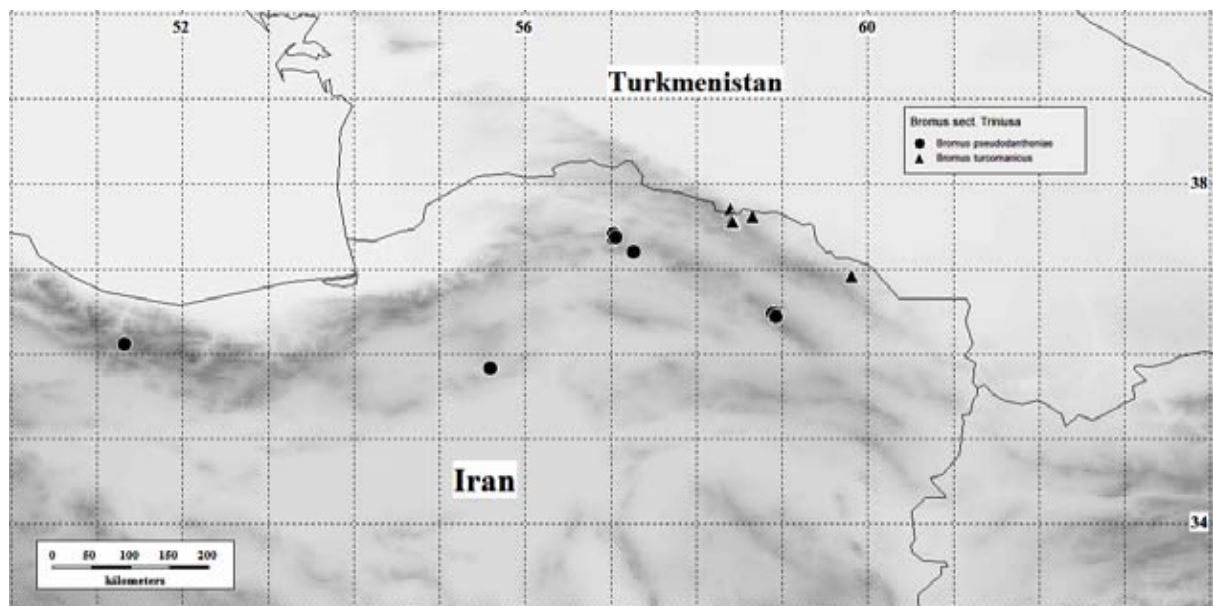 52 56 60
Turkmenistan
Bromus sect. Triniusa
Bromus pseudodanthoniae
Bromus turcomanicus
38
Iran
34
0 50 100 150 200
kilometers